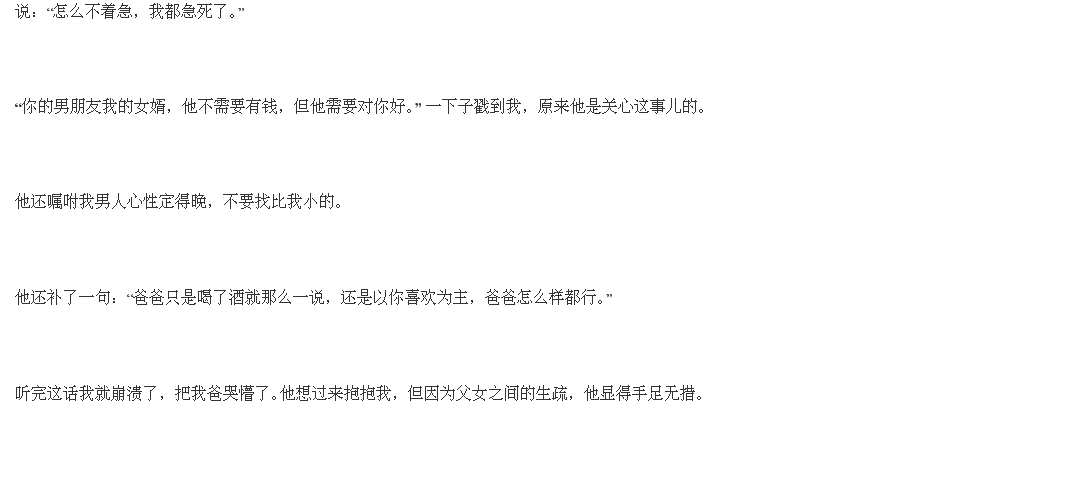 说：“怎么不着急，我都急死了。”
“你的男朋友我的女婿，他不需要有钱，但他需要对你好。” 一下子戳到我，原来他是关心这事儿的。
他还嘱咐我男人心性定得晚，不要找比我小的。
他还补了一句：“爸爸只是喝了酒就那么一说，还是以你喜欢为主，爸爸怎么样都行。”
听完这话我就崩溃了，把我爸哭懵了。他想过来抱抱我，但因为父女之间的生疏，他显得手足无措。